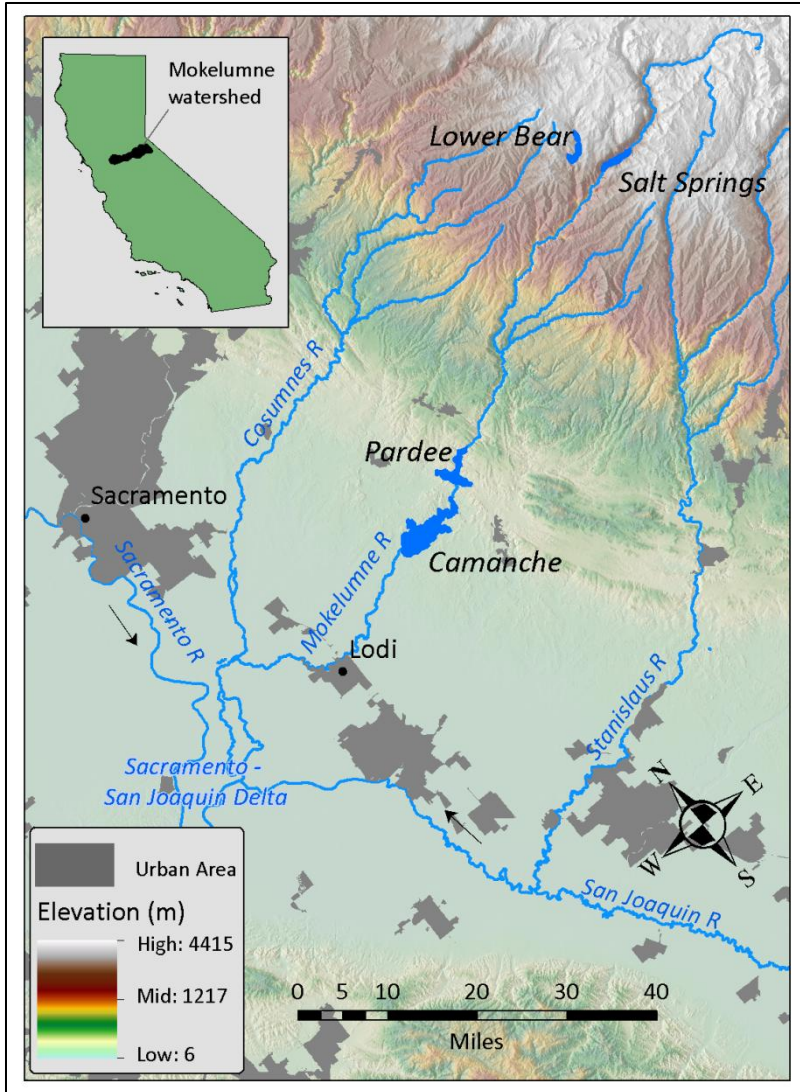 Mokelumne
watershed
Lower Bear
Salt Springs
Cosumnes R
Pardee
Sacramento
Camanche
Mokelumne R
Sacramento R
Lodi
Stanislaus R
Sacramento -
San Joaquin Delta
N
E
W
S
San Joaquin R
Urban Area
Elevation (m)
High: 4415
Mid: 1217
Low: 6
0 5 10 20 30 40
Miles